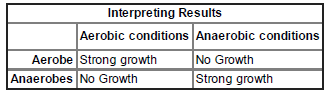 Interpreting Results
Aerobic conditions Anaerobic conditions
Aerobe Strong growth No Growth
Anaerobes No Growth Strong growth